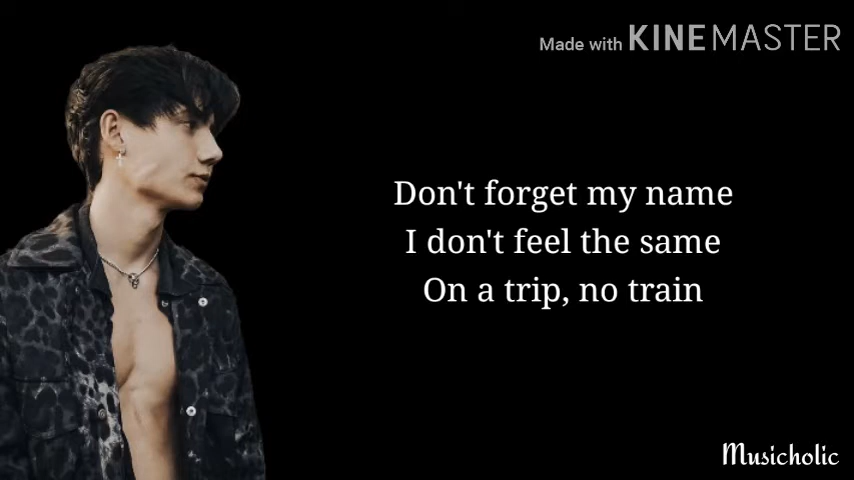 Made with KINEMASTER
Don't forget my name
I don't feel the same
On a trip, no train
Musicholic